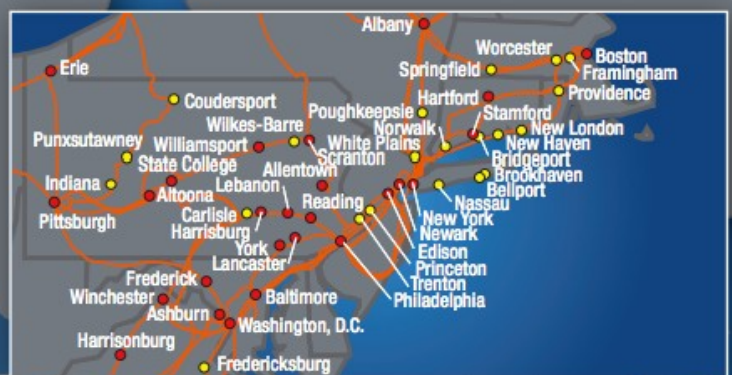 Albany
Worcester
Boston
Erie
Springfield
Framingham
Coudersport
Hartford
Providence
Poughkeepsie
Stamford
Wilkes-Barre
Norwalk
New London
Punxsutawney
Williamsport
White Plains
New Haven
Scranton
Bridgeport
State College
Allentown
Brookhaven
Indiana
Lebanon
Bellport
Altoona
Reading
Nassau
Pittsburgh
Carlisle
New York
Harrisburg
Newark
York
Edison
Lancaster
Princeton
Frederick
Trenton
Winchester
Baltimore
Philadelphia
Ashburn
Washington, D.C.
Harrisonburg
Fredericksburg